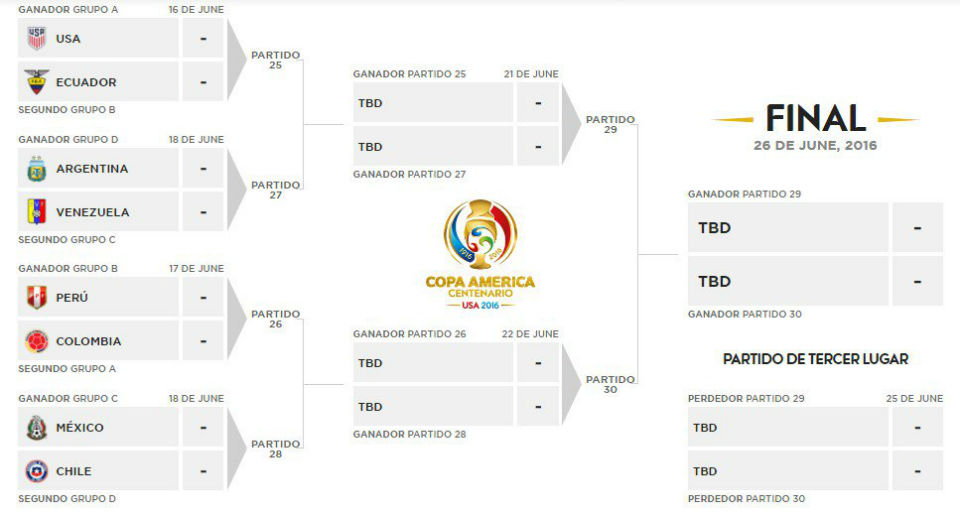 GANADOR GRUPO A 16 DE JUNE
USA -
ECUADOR -
SEGUNDO GRUPO B
PARTIDO
25
GANADOR GRUPO D 18 DE JUNE
ARGENTINA -
VENEZUELA -
SEGUNDO GRUPO C
PARTIDO
27
GANADOR GRUPO B 17 DE JUNE
PERÚ -
COLOMBIA -
SEGUNDO GRUPO A
PARTIDO
26
GANADOR GRUPO C 18 DE JUNE
MÉXICO -
CHILE -
SEGUNDO GRUPO D
PARTIDO
28
GANADOR PARTIDO 25 21 DE JUNE
TBD -
TBD -
GANADOR PARTIDO 27
PARTIDO
29
1916 2016
COPA AMERICA
CENTENARIO
USA 2016
GANADOR PARTIDO 26 22 DE JUNE
TBD -
TBD -
GANADOR PARTIDO 28
PARTIDO
30
FINAL
26 DE JUNE, 2016
GANADOR PARTIDO 29
TBD -
TBD -
GANADOR PARTIDO 30
PARTIDO DE TERCER LUGAR
PERDEDOR PARTIDO 29 25 DE JUNE
TBD -
TBD -
PERDEDOR PARTIDO 30